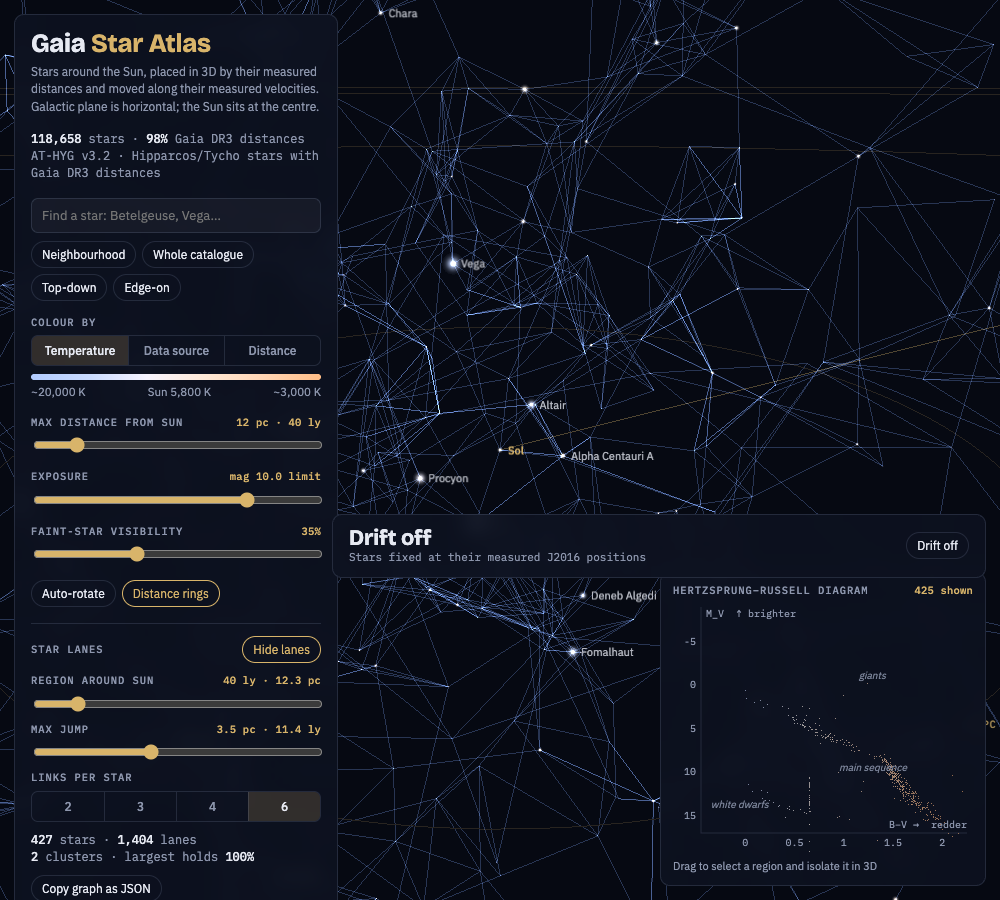 Gaia Star Atlas
Stars around the Sun, placed in 3D by their measured
distances and moved along their measured velocities.
Galactic plane is horizontal; the Sun sits at the centre.
118,658 stars · 98% Gaia DR3 distances
AT-HYG v3.2 · Hipparcos/Tycho stars with
Gaia DR3 distances
Find a star: Betelgeuse, Vega...
Neighbourhood Whole catalogue
Top-down Edge-on
COLOUR BY
Temperature Data source Distance
~20,000 K Sun 5,800 K ~3,000 K
MAX DISTANCE FROM SUN 12 pc · 40 ly
EXPOSURE mag 10.0 limit
FAINT-STAR VISIBILITY 35%
Auto-rotate Distance rings
STAR LANES Hide lanes
REGION AROUND SUN 40 ly · 12.3 pc
MAX JUMP 3.5 pc · 11.4 ly
LINKS PER STAR
2 3 4 6
427 stars · 1,404 lanes
2 clusters · largest holds 100%
Copy graph as JSON
Chara
Vega
Altair
Sol
Alpha Centauri A
Procyon
Drift off
Stars fixed at their measured J2016 positions
Drift off
Deneb Algedi
Fomalhaut
PC
HERTZSPRUNG–RUSSELL DIAGRAM 425 shown
M_V ↑ brighter
-5
0
5
10
15
giants
main sequence
white dwarfs
B–V → redder
0 0.5 1 1.5 2
Drag to select a region and isolate it in 3D